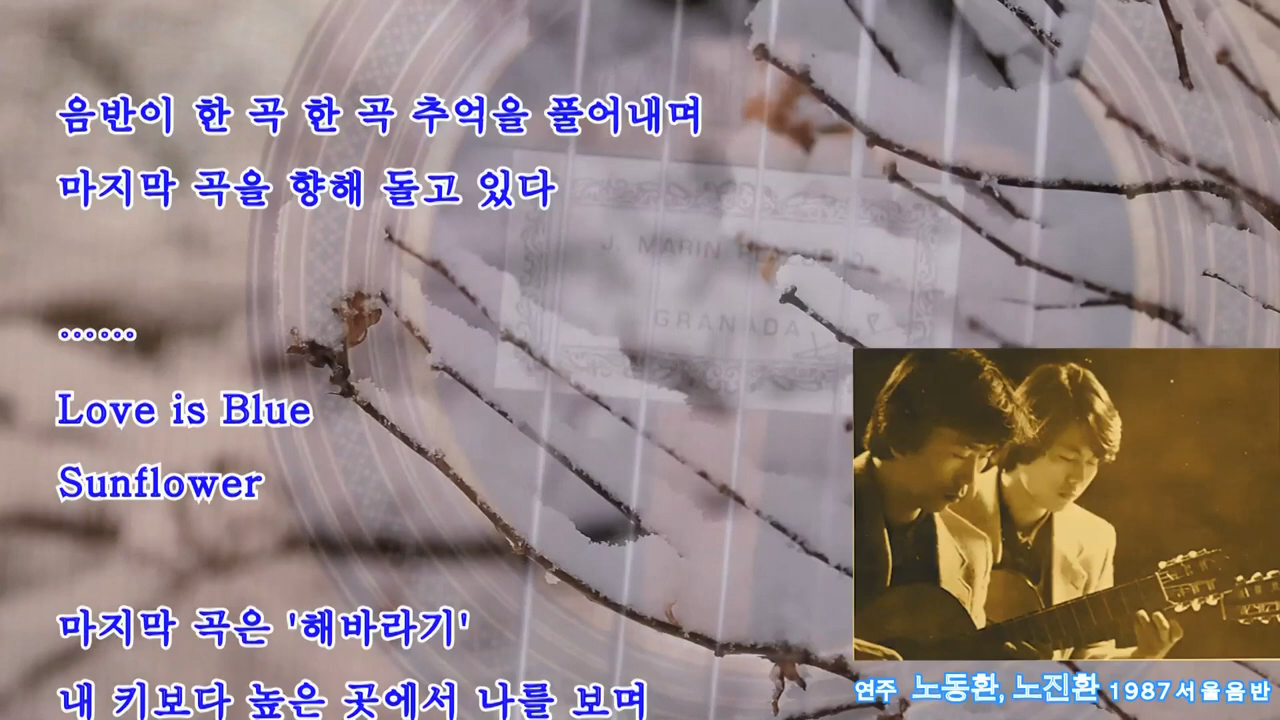 음반이 한 곡 한 곡 추억을 풀어내며
마지막 곡을 향해 돌고 있다
......
Love is Blue
Sunflower
마지막 곡은 '해바라기'
내 키보다 높은 곳에서 나를 보며
J. MARIN
GRANADA
연주 노동환, 노진환 1987서울음반